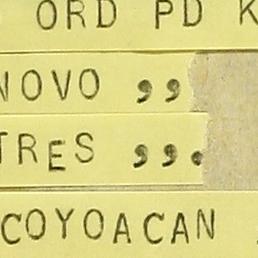 ORD PD K
NOVO ,,
TRES ,,.
COYOACAN